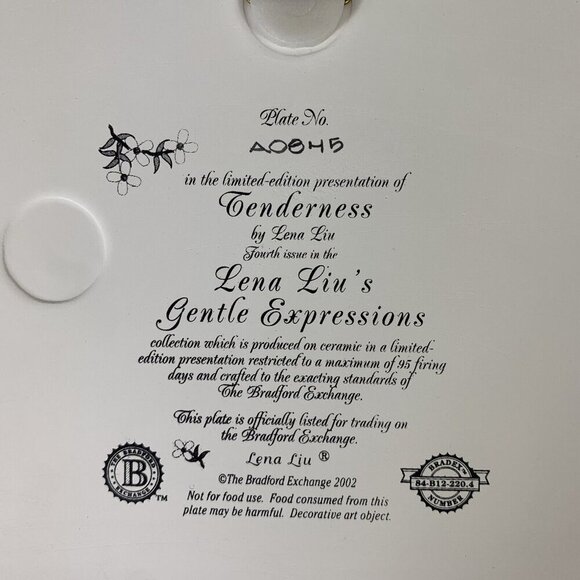 Plate No.
A0845
in the limited-edition presentation of
Tenderness
by Lena Liu
Fourth issue in the
Lena Liu's
Gentle Expressions
collection which is produced on ceramic in a limited-
edition presentation restricted to a maximum of 95 firing
days and crafted to the exacting standards of
The Bradford Exchange.
This plate is officially listed for trading on
the Bradford Exchange.
Lena Liu ®
©The Bradford Exchange 2002
Not for food use. Food consumed from this
plate may be harmful. Decorative art object.
THE BRADFORD
B
EXCHANGE
TM
BRADEX
84-B12-220.4
NUMBER